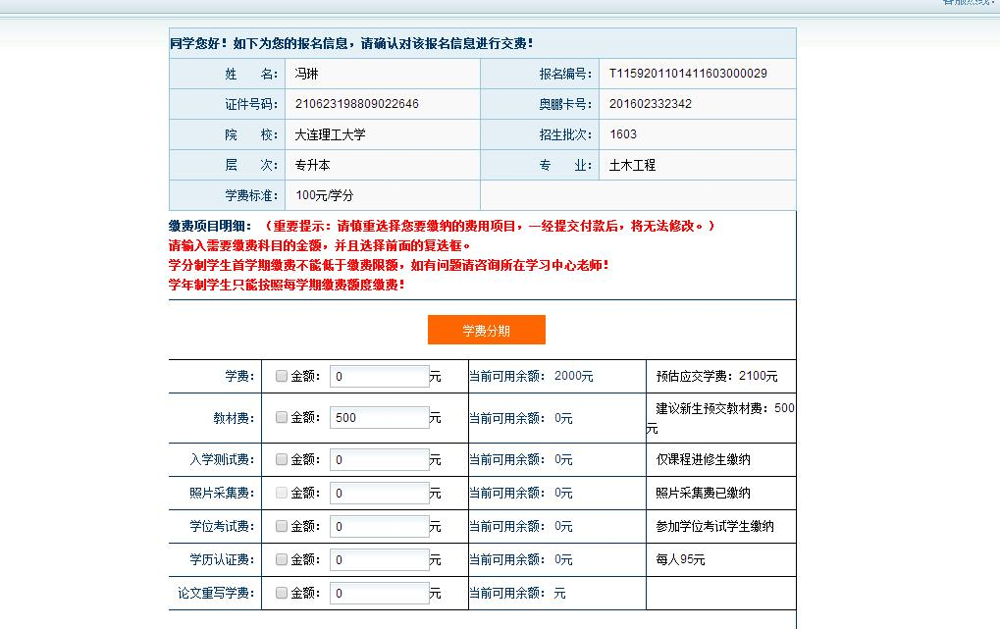 同学您好！如下为您的报名信息，请确认对该报名信息进行交费！
姓 名： 冯琳 报名编号： T1159201101411603000029
证件号码： 210623198809022646 奥鹏卡号： 201602332342
院 校： 大连理工大学 招生批次： 1603
层 次： 专升本 专 业： 土木工程
学费标准： 100元/学分
缴费项目明细：（重要提示：请慎重选择您要缴纳的费用项目，一经提交付款后，将无法修改。）
请输入需要缴费科目的金额，并且选择前面的复选框。
学分制学生首学期缴费不能低于缴费限额，如有问题请咨询所在学习中心老师！
学年制学生只能按照每学期缴费额度缴费！
学费分期
学费： 金额： 0 元 当前可用余额： 2000元 预估应交学费：2100元
教材费： 金额： 500 元 当前可用余额： 0元 建议新生预交教材费：500
元
入学测试费： 金额： 0 元 当前可用余额： 0元 仅课程进修生缴纳
照片采集费： 金额： 0 元 当前可用余额： 0元 照片采集费已缴纳
学位考试费： 金额： 0 元 当前可用余额： 0元 参加学位考试学生缴纳
学历认证费： 金额： 0 元 当前可用余额： 0元 每人95元
论文重写学费： 金额： 0 元 当前可用余额： 元